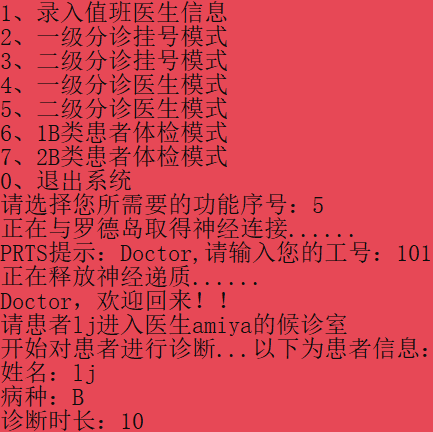 1、录入值班医生信息
2、一级分诊挂号模式
3、二级分诊挂号模式
4、一级分诊医生模式
5、二级分诊医生模式
6、1B类患者体检模式
7、2B类患者体检模式
0、退出系统
请选择您所需要的功能序号：5
正在与罗德岛取得神经连接......
PRTS提示：Doctor,请输入您的工号：101
正在释放神经递质......
Doctor，欢迎回来！！
请患者lj进入医生amiya的候诊室
开始对患者进行诊断...以下为患者信息：
姓名：lj
病种：B
诊断时长：10